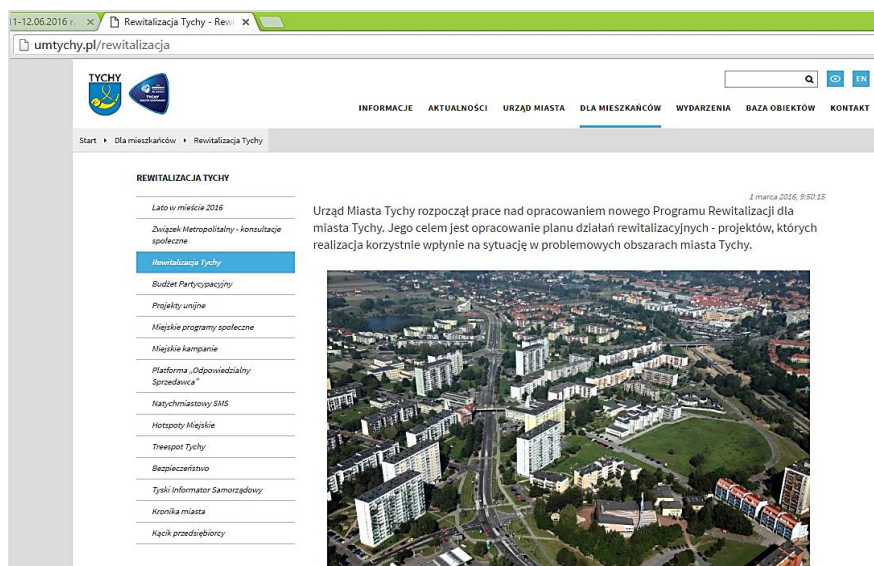 11-12.06.2016 r.
Rewitalizacja Tychy - Rewi
umtychy.pl/rewitalizacja
TYCHY
EN
INFORMACJE AKTUALNOŚCI URZĄD MIASTA DLA MIESZKAŃCÓW WYDARZENIA BAZA OBIEKTÓW KONTAKT
Start Dla mieszkańców Rewitalizacja Tychy
REWITALIZACJA TYCHY
Lato w mieście 2016
Związek Metropolitalny - konsultacje
społeczne
Rewitalizacja Tychy
Budżet Partycypacyjny
Projekty unijne
Miejskie programy społeczne
Miejskie kampanie
Platforma „Odpowiedzialny
Sprzedawca"
Natychmiastowy SMS
Hotspoty Miejskie
Treespot Tychy
Bezpieczeństwo
Tyski Informator Samorządowy
Kronika miasta
Kącik przedsiębiorcy
1 marca 2016, 9:50:15
Urząd Miasta Tychy rozpoczął prace nad opracowaniem nowego Programu Rewitalizacji dla
miasta Tychy. Jego celem jest opracowanie planu działań rewitalizacyjnych - projektów, których
realizacja korzystnie wpłynie na sytuację w problemowych obszarach miasta Tychy.